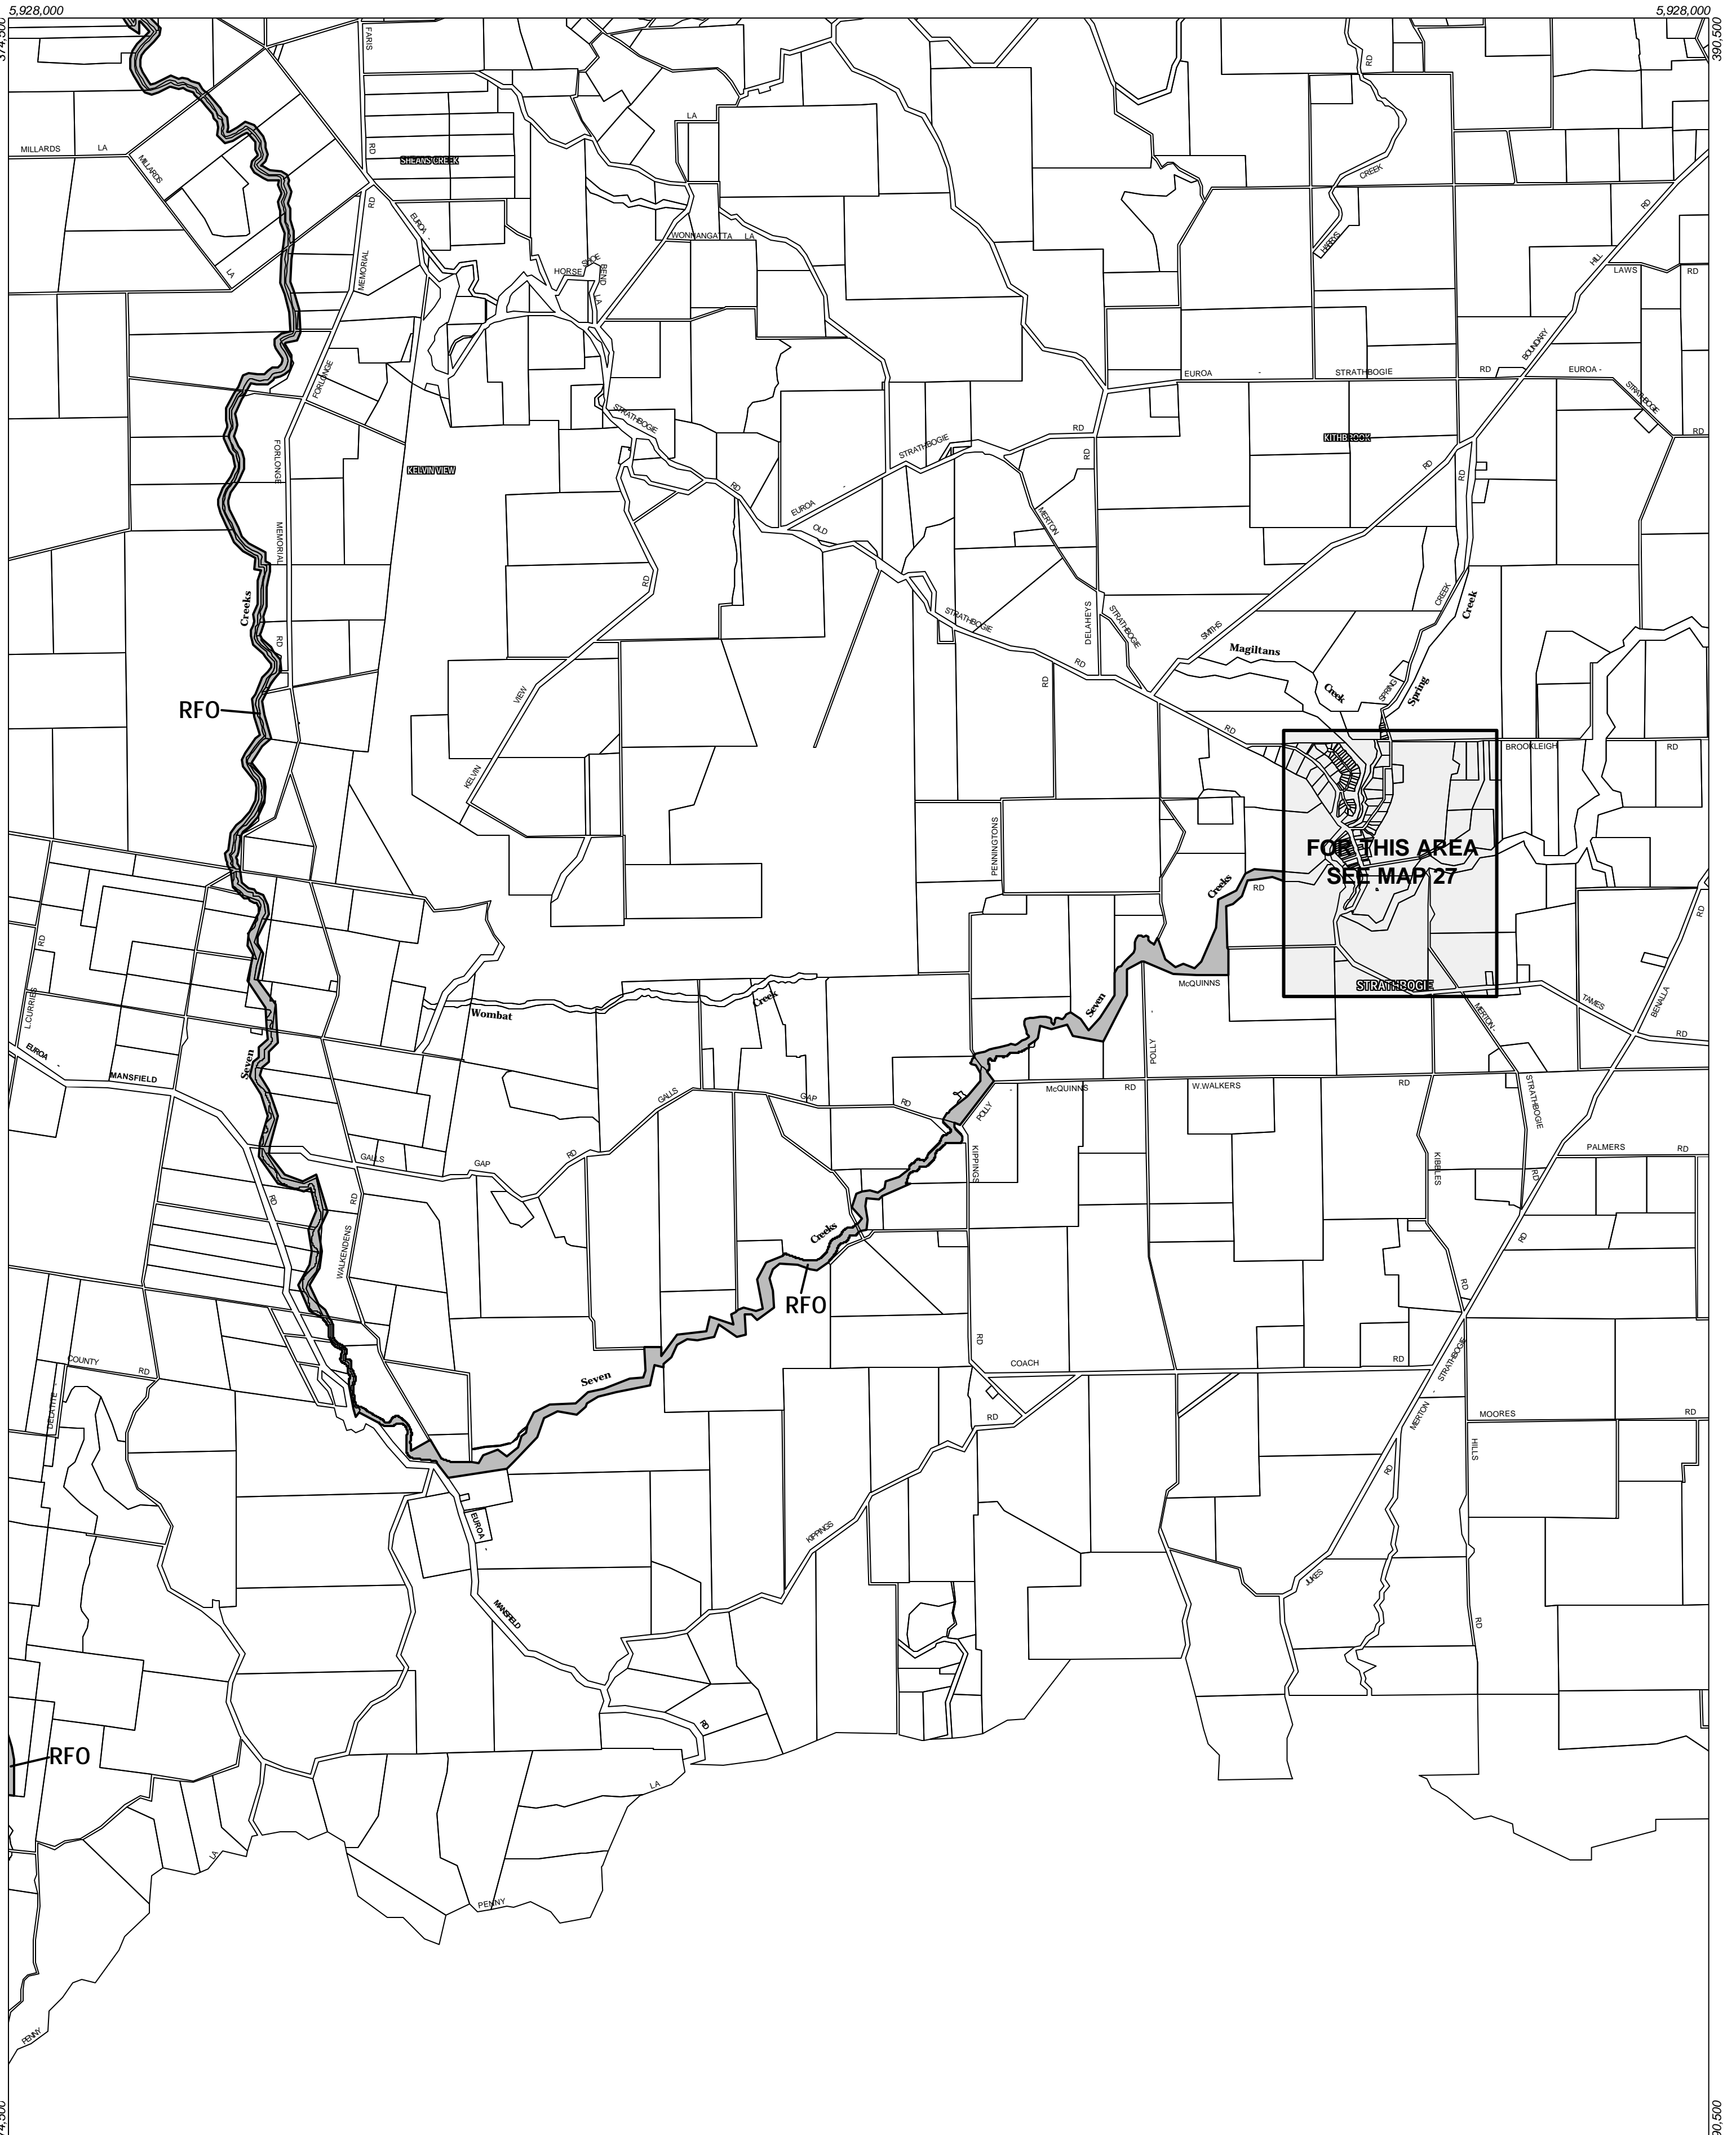 5,928,000
5,928,000
374,500
390,500
FARIS
RD
RD
LA
MILLARDS
LA
MILLARDS
LA
RD
SHEANS CREEK
CREEK
HARRYS
RD
HILL
BOUNDARY
RD
EUROA -
MEMORIAL
FORLONGE
WONNANGATTA
LA
HORSE
SHOE
BEND
LA
LAWS
RD
EUROA
-
STRATHBOGIE
RD
EUROA -
STRATHBOGIE
RD
STRATHBOGIE
RD
STRATHBOGIE
RD
KITHBROOK
KELVIN VIEW
FORLONGE
MEMORIAL
RD
EUROA
-
OLD
STRATHBOGIE
RD
RD
MERTON
-
STRATHBOGIE
DELAHEYS
RD
RD
SMITHS
RD
RD
CREEK
SPRING
Creek
Spring
Magiltans
Creek
Creeks
RFO
RD
VIEW
KELVIN
RD
PENNINGTONS
RD
BROOKLEIGH
RD
FOR THIS AREA
SEE MAP 27
Creeks
RD
STRATHBOGIE
McQUINNS
Seven
POLLY
-
RD
L.CURRIES
EUROA
-
MANSFIELD
Seven
Wombat
Creek
MERTON-
STRATHBOGIE
RD
TAMES
RD
BENALLA
RD
GALLS
GAP
RD
McQUINNS
-
POLLY
RD
W.WALKERS
RD
GALLS
GAP
RD
KIPPINGS
RD
KIBBLES
RD
PALMERS
RD
RD
WALKENDENS
RD
RD
Creeks
RFO
COUNTY
RD
DELATITE
Seven
COACH
RD
STRATHBOGIE
-
MERTON
RD
MOORES
RD
HILLS
RD
RD
EUROA
-
MANSFIELD
RD
KIPPINGS
RD
JUKES
RD
RFO
LA
LA
PENNY
PENNY